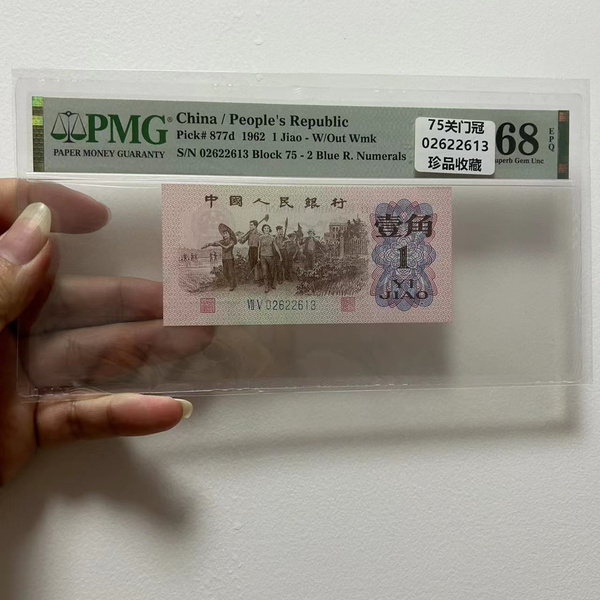 PMG®
PAPER MONEY GUARANTY
China / People's Republic
Pick# 877d 1962 1 Jiao - W/Out Wmk
S/N 02622613 Block 75 - 2 Blue R. Numerals
75关门冠
02622613
珍品收藏
68
EPQ
Superb Gem Unc
中國人民銀行
壹角
1
YI
JIAO
VII V 02622613